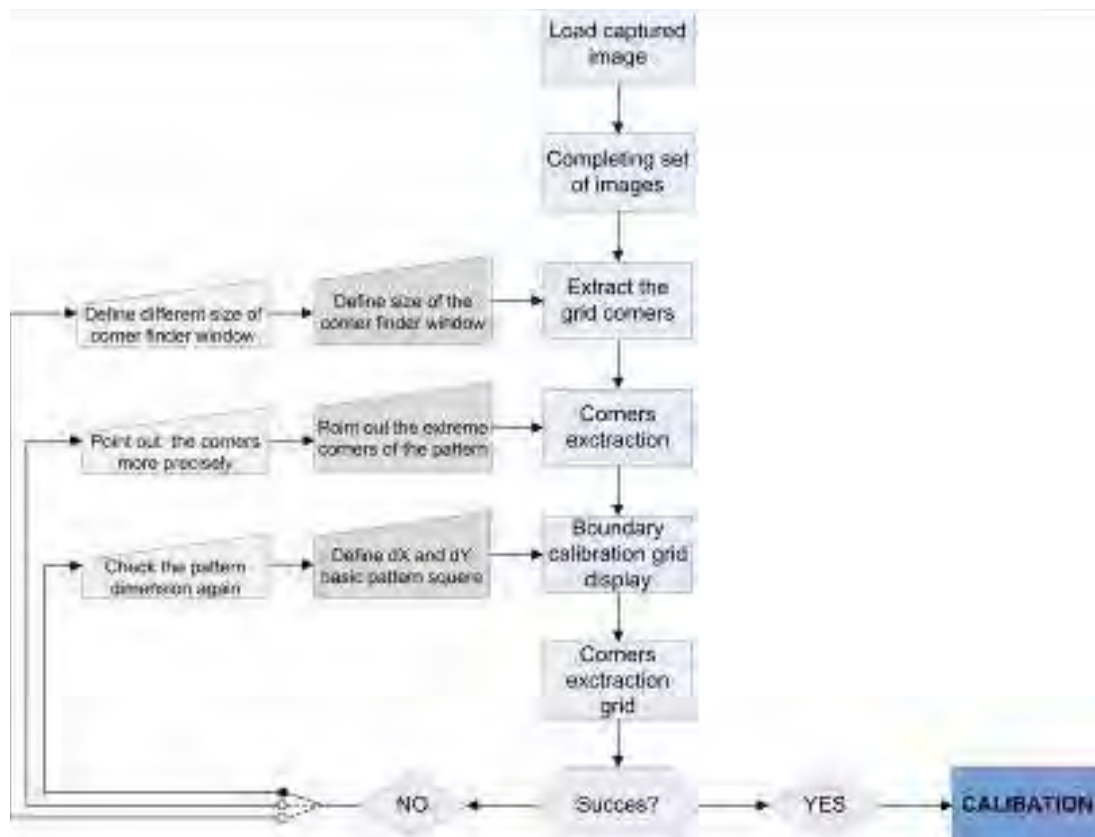 Load captured
image
Completing set
of images
Define different size of
corner finder window
Define size of the
corner finder window
Extract the
grid corners
Point out the corners
more precisely
Point out the extreme
corners of the pattern
Corners
exctraction
Check the pattern
dimension again
Define dX and dY
basic pattern squere
Boundary
calibration grid
display
Corners
exctraction
grid
NO
Succes?
YES
CALIBATION